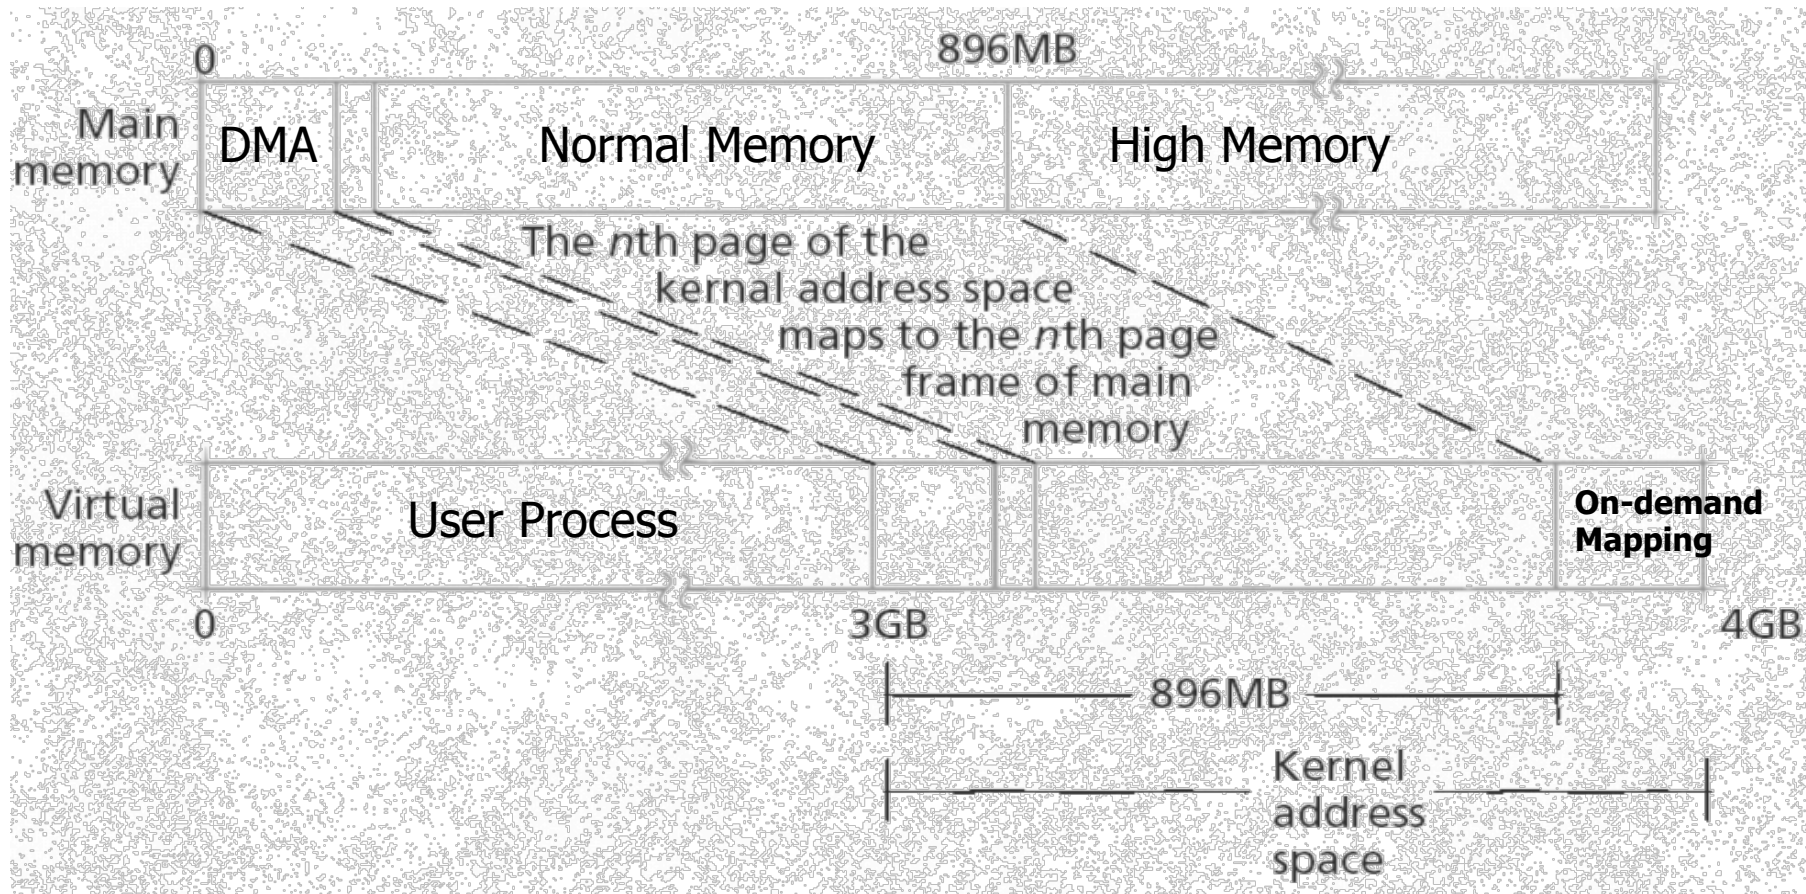 0
896MB
Main
memory
DMA
Normal Memory
High Memory
The nth page of the
kernal address space
maps to the nth page
frame of main
memory
Virtual
memory
User Process
On-demand
Mapping
0
3GB
4GB
896MB
Kernel
address
space